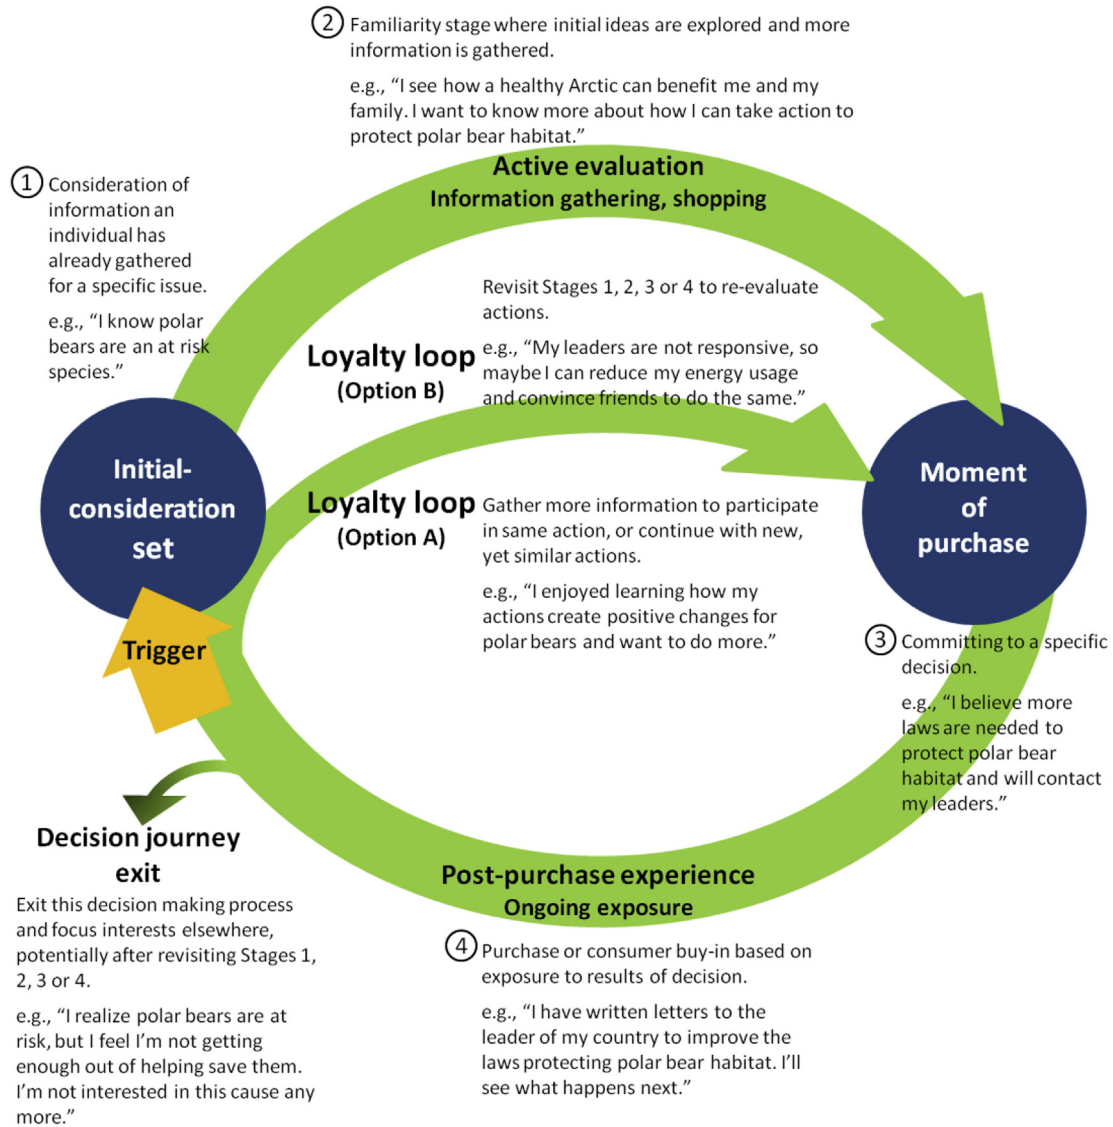 ② Familiarity stage where initial ideas are explored and more
information is gathered.
e.g., “I see how a healthy Arctic can benefit me and my
family. I want to know more about how I can take action to
protect polar bear habitat.”
① Consideration of
information an
individual has
already gathered
for a specific issue.
e.g., “I know polar
bears are an at risk
species.”
Active evaluation
Information gathering, shopping
Loyalty loop
(Option B)
Revisit Stages 1, 2, 3 or 4 to re-evaluate
actions.
e.g., “My leaders are not responsive, so
maybe I can reduce my energy usage
and convince friends to do the same.”
Initial-
consideration
set
Moment
of
purchase
Loyalty loop
(Option A)
Gather more information to participate
in same action, or continue with new,
yet similar actions.
e.g., “I enjoyed learning how my
actions create positive changes for
polar bears and want to do more.”
Trigger
③ Committing to a specific
decision.
e.g., “I believe more
laws are needed to
protect polar bear
habitat and will contact
my leaders.”
Decision journey
exit
Exit this decision making process
and focus interests elsewhere,
potentially after revisiting Stages 1,
2, 3 or 4.
e.g., “I realize polar bears are at
risk, but I feel I’m not getting
enough out of helping save them.
I’m not interested in this cause any
more.”
Post-purchase experience
Ongoing exposure
④ Purchase or consumer buy-in based on
exposure to results of decision.
e.g., “I have written letters to the
leader of my country to improve the
laws protecting polar bear habitat. I’ll
see what happens next.”